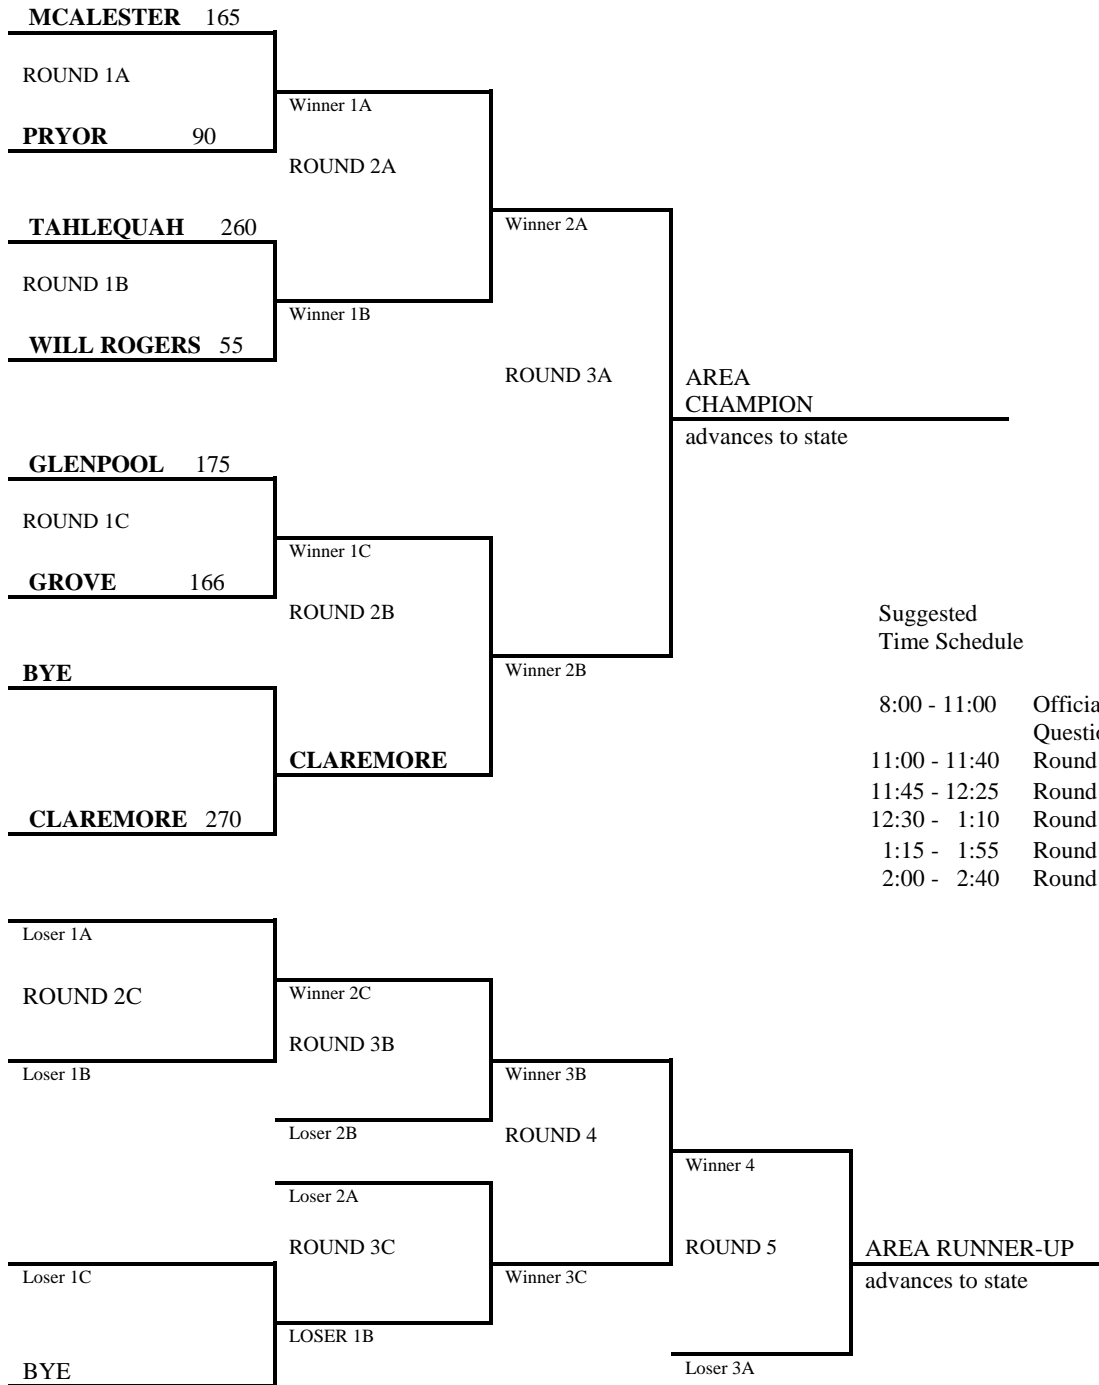 MCALESTER 165
ROUND 1A
Winner 1A
PRYOR 90
ROUND 2A
TAHLEQUAH 260
Winner 2A
ROUND 1B
Winner 1B
WILL ROGERS 55
ROUND 3A
AREA
CHAMPION
advances to state
GLENPOOL 175
ROUND 1C
Winner 1C
GROVE 166
ROUND 2B
Suggested
Time Schedule
BYE
Winner 2B
8:00 - 11:00
CLAREMORE
11:00 - 11:40 Round
11:45 - 12:25 Round
CLAREMORE 270
12:30 - 1:10 Round
1:15 - 1:55 Round
2:00 - 2:40 Round
Loser 1A
ROUND 2C
Winner 2C
ROUND 3B
Loser 1B
Winner 3B
Loser 2B
ROUND 4
Winner 4
Loser 2A
ROUND 3C
ROUND 5
AREA RUNNER-UP
Loser 1C
Winner 3C
advances to state
LOSER 1B
BYE
Loser 3A